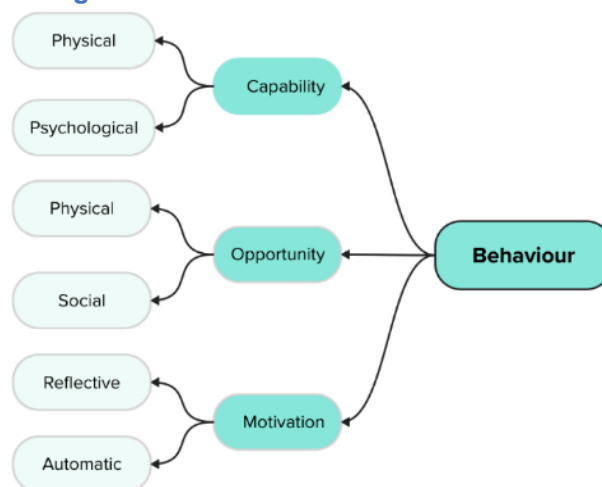 Physical
Capability
Psychological
Physical
Opportunity
Behaviour
Social
Reflective
Motivation
Automatic